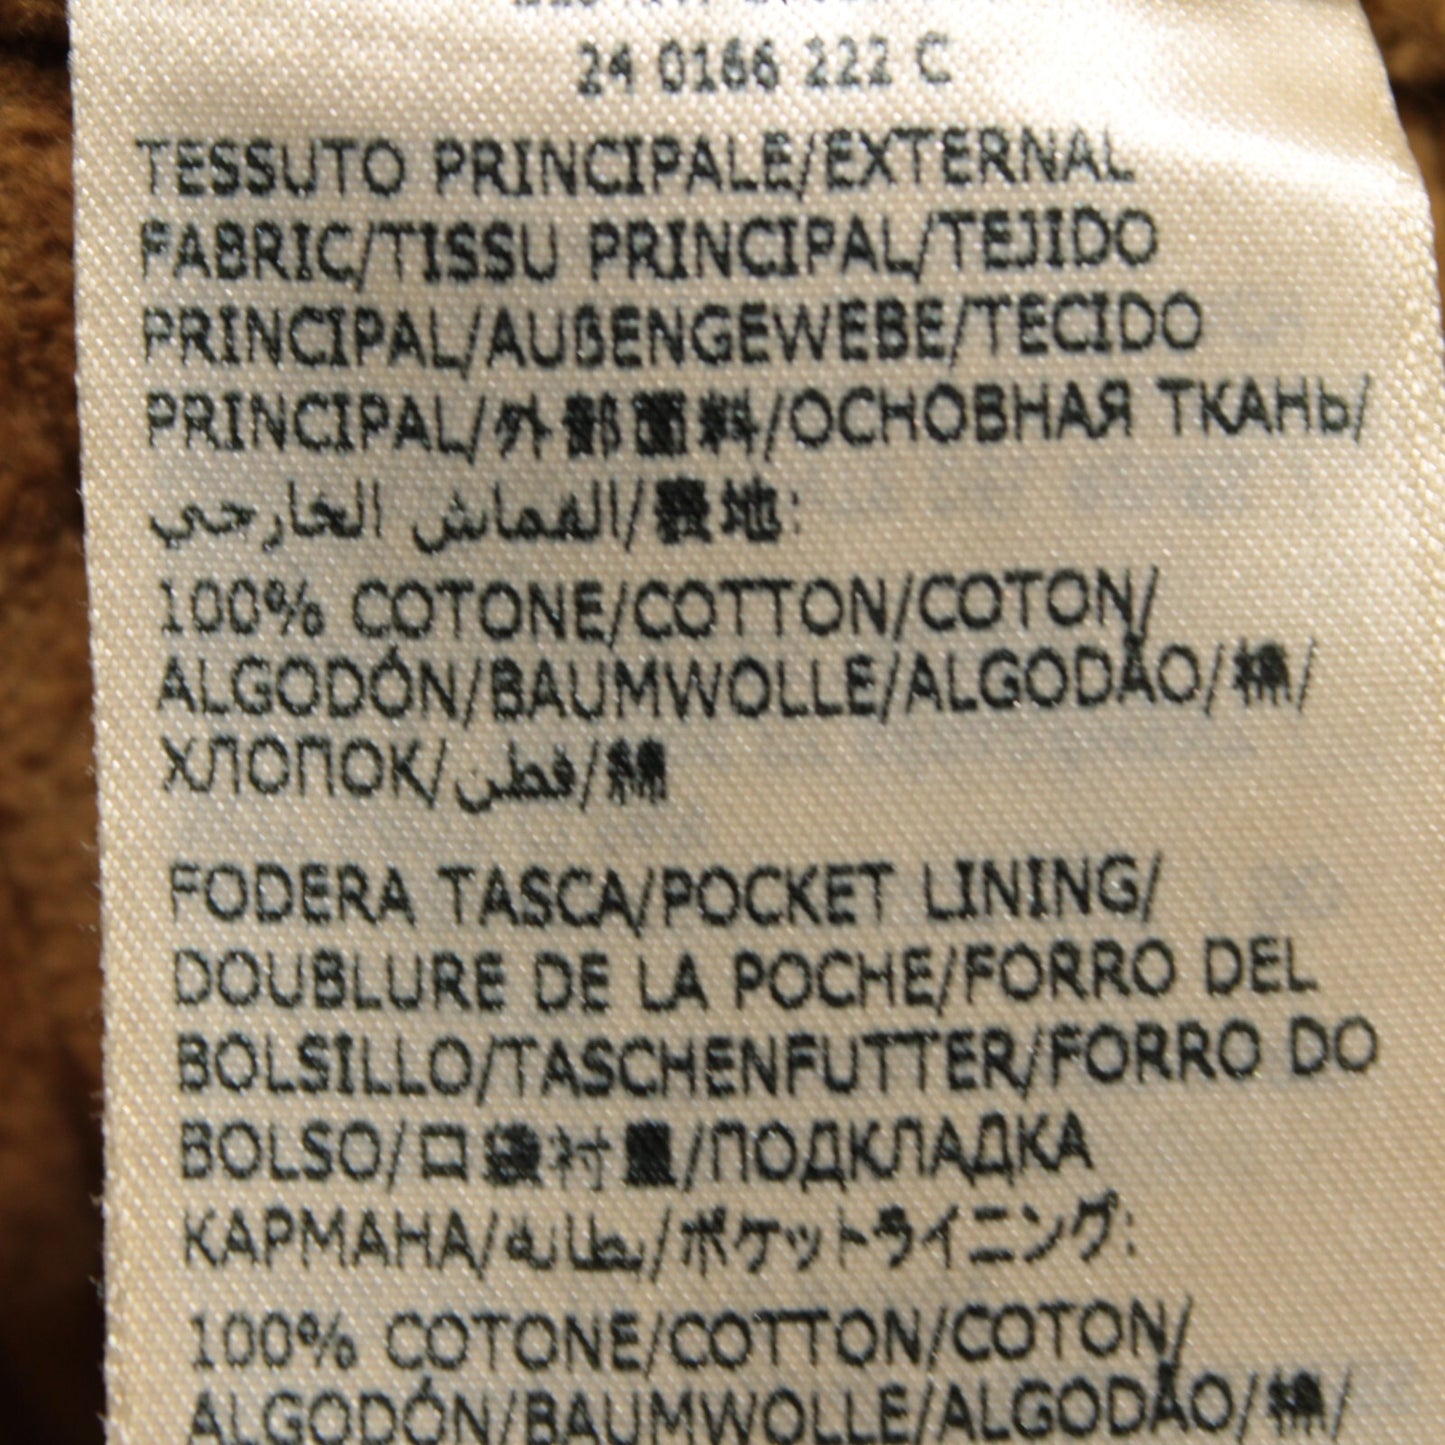 24 0166 222 C
TESSUTO PRINCIPALE/EXTERNAL
FABRIC/TISSU PRINCIPAL/TEJIDO
PRINCIPAL/AUßENGEWEBE/TECIDO
PRINCIPAL/外部面料/ОСНОВНАЯ ТКАНЬ/
القماش الخارجي/表地:
100% COTONE/COTTON/COTON/
ALGODÓN/BAUMWOLLE/ALGODÃO/棉/
ХЛОПОК/قطن/綿
FODERA TASCA/POCKET LINING/
DOUBLURE DE LA POCHE/FORRO DEL
BOLSILLO/TASCHENFUTTER/FORRO DO
BOLSO/口袋衬里/ПОДКЛАДКА
КАРМАНА/بطانة/ポケットライニング:
100% COTONE/COTTON/COTON/
ALGODÓN/BAUMWOLLE/ALGODÃO/棉/